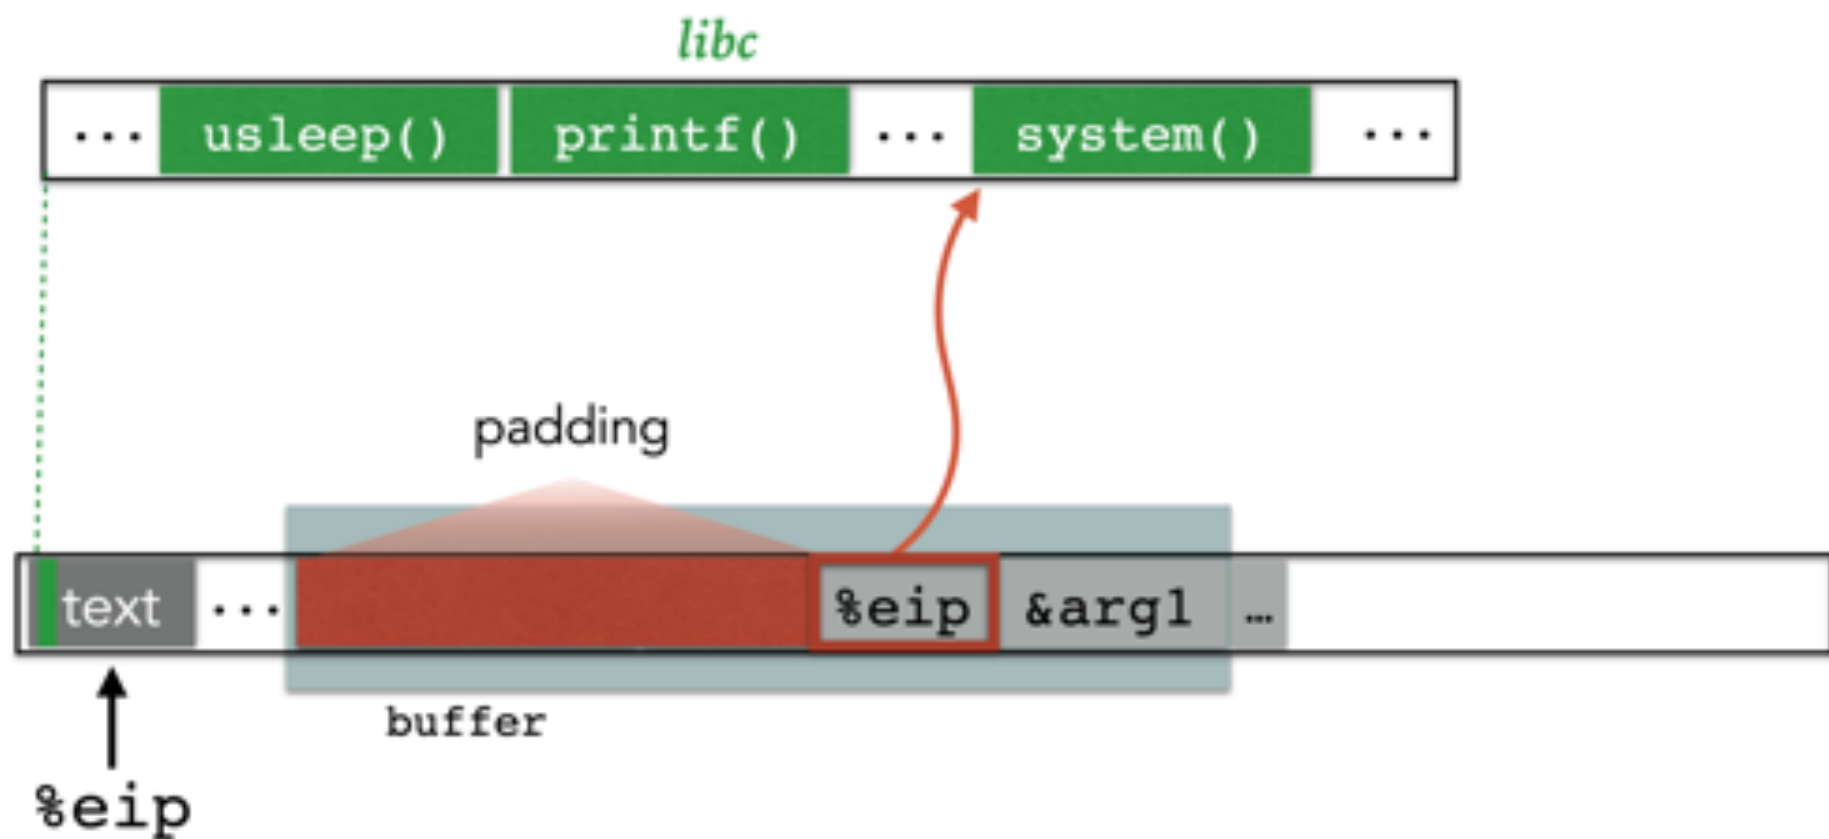 libc
... usleep() printf() ... system() ...
padding
text ... %eip &arg1 ...
buffer
%eip